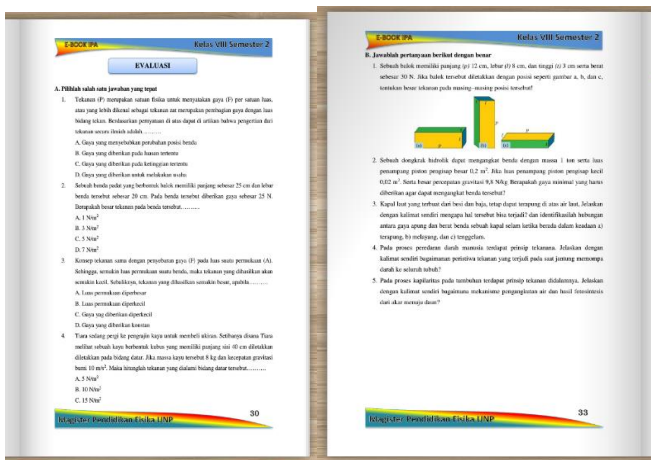 E-BOOK IPA
Kelas VIII Semester 2
EVALUASI
A. Pilihlah salah satu jawaban yang tepat
1. Tekanan (P) merupakan satuan fisika untuk menyatakan gaya (F) per satuan luas,
atau yang lebih dikenal sebagai tekanan zat merupakan pembagian gaya dengan luas
bidang tekan. Berdasarkan pernyataan di atas dapat di artikan bahwa pengertian dari
tekanan secara ilmiah adalah..........
A. Gaya yang menyebabkan perubahan posisi benda
B. Gaya yang diberikan pada luasan tertentu
C. Gaya yang diberikan pada ketinggian tertentu
D. Gaya yang diberikan untuk melakukan usaha
2. Sebuah benda padat yang berbentuk balok memiliki panjang sebesar 25 cm dan lebar
benda tersebut sebesar 20 cm. Pada benda tersebut diberikan gaya sebesar 25 N.
Berapakah besar tekanan pada benda tersebut..........
A. 1 N/m²
B. 3 N/m²
C. 5 N/m²
D. 7 N/m²
3. Konsep tekanan sama dengan penyebaran gaya (F) pada luas suatu permukaan (A).
Sehingga, semakin luas permukaan suatu benda, maka tekanan yang dihasilkan akan
semakin kecil. Sebaliknya, tekanan yang dihasilkan semakin besar, apabila..........
A. Luas permukaan diperbesar
B. Luas permukaan diperkecil
C. Gaya yag diberikan diperkecil
D. Gaya yang diberikan konstan
4. Tiara sedang pergi ke pengrajin kayu untuk membeli ukiran. Setibanya disana Tiara
melihat sebuah kayu berbentuk kubus yang memiliki panjang sisi 40 cm diletakkan
diletakkan pada bidang datar. Jika massa kayu tersebut 8 kg dan kecepatan gravitasi
bumi 10 m/s². Maka hitunglah tekanan yang dialami bidang datar tersebut..........
A. 5 N/m²
B. 10 N/m²
C. 15 N/m²
30
Magister Pendidikan Fisika UNP
E-BOOK IPA
Kelas VIII Semester 2
B. Jawablah pertanyaan berikut dengan benar
1. Sebuah balok memiliki panjang (p) 12 cm, lebar (l) 8 cm, dan tinggi (t) 3 cm serta berat
sebesar 30 N. Jika balok tersebut diletakkan dengan posisi seperti gambar a, b, dan c,
tentukan besar tekanan pada masing-masing posisi tersebut!
(a) (b) (c)
2. Sebuah dongkrak hidrolik dapat mengangkat benda dengan massa 1 ton serta luas
penampang piston pengisap besar 0,2 m². Jika luas penampang piston pengisap kecil
0,02 m². Serta besar percepatan gravitasi 9,8 N/kg. Berapakah gaya minimal yang harus
diberikan agar dapat mengangkat benda tersebut?
3. Kapal laut yang terbuat dari besi dan baja, tetap dapat terapung di atas air laut. Jelaskan
dengan kalimat sendiri mengapa hal tersebut bisa terjadi? dan identifikasilah hubungan
antara gaya apung dan berat benda sebuah kapal selam ketika berada dalam keadaan a)
terapung, b) melayang, dan c) tenggelam.
4. Pada proses peredaran darah manusia terdapat prinsip tekanana. Jelaskan dengan
kalimat sendiri bagaimanan peristiwa tekanan yang terjadi pada saat jantung memompa
darah ke seluruh tubuh?
5. Pada proses kapilaritas pada tumbuhan terdapat prinsip tekanan didalamnya. Jelaskan
dengan kalimat sendiri bagaimana mekanisme pengangkutan air dan hasil fotosintesis
dari akar menuju daun?
33
Magister Pendidikan Fisika UNP